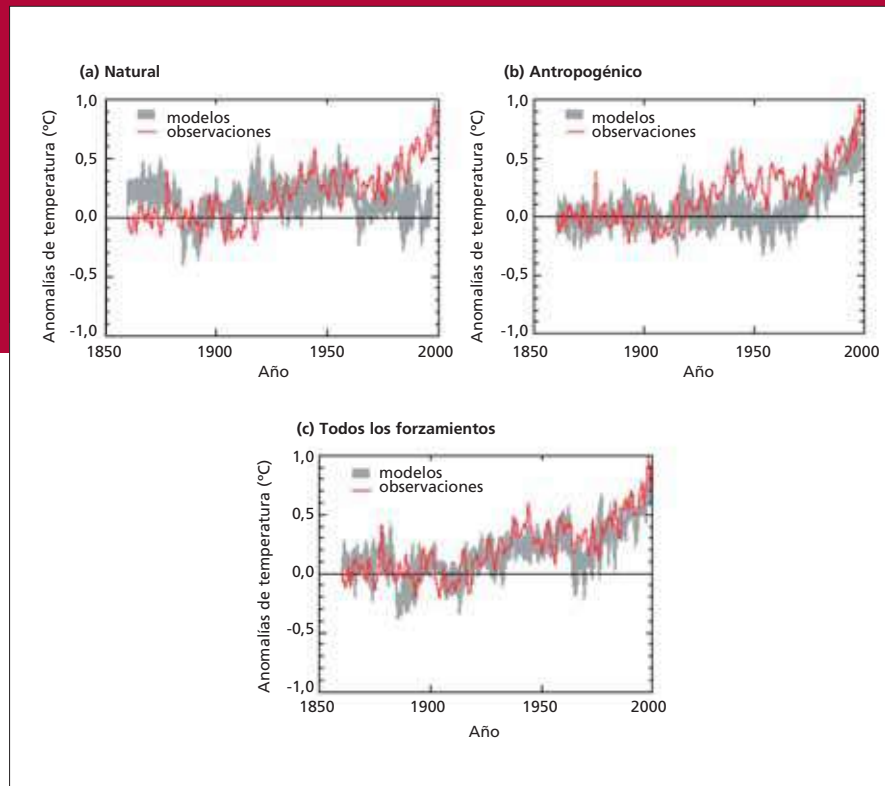 (a) Natural
Anomalías de temperatura (°C)
1,0
0,5
0,0
-0,5
-1,0
modelos
observaciones
1850
1900
1950
2000
Año
(b) Antropogénico
Anomalías de temperatura (°C)
1,0
0,5
0,0
-0,5
-1,0
modelos
observaciones
1850
1900
1950
2000
Año
(c) Todos los forzamientos
Anomalías de temperatura (°C)
1,0
0,5
0,0
-0,5
-1,0
modelos
observaciones
1850
1900
1950
2000
Año